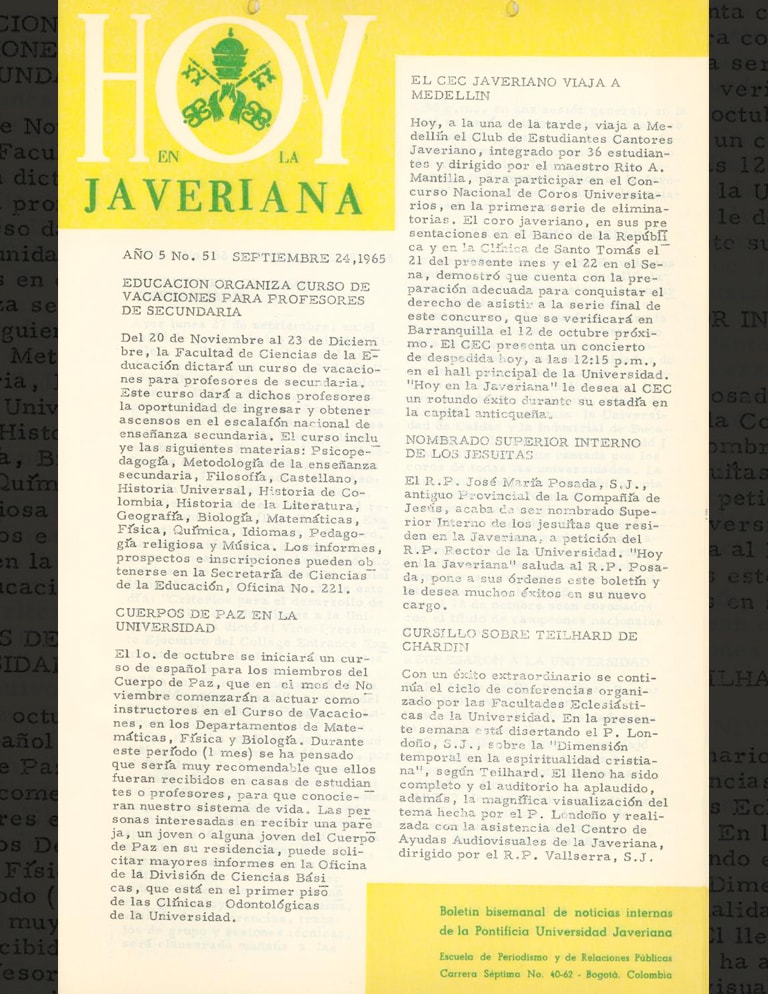 HOY
EN LA
JAVERIANA
AÑO 5 No. 51 SEPTIEMBRE 24,1965
EDUCACION ORGANIZA CURSO DE
VACACIONES PARA PROFESORES
DE SECUNDARIA
Del 20 de Noviembre al 23 de Diciem
bre, la Facultad de Ciencias de la E-
ducación dictará un curso de vacacio-
nes para profesores de secundaria.
Este curso dará a dichos profesores
la oportunidad de ingresar y obtener
ascensos en el escalafón nacional de
enseñanza secundaria. El curso inclu
ye las siguientes materias: Psicope-
dagogía, Metodología de la enseñanza
secundaria, Filosofía, Castellano,
Historia Universal, Historia de Co-
lombia, Historia de la Literatura,
Geografía, Biología, Matemáticas,
Física, Química, Idiomas, Pedago-
gía religiosa y Música. Los informes,
prospectos e inscripciones pueden ob
tenerse en la Secretaría de Ciencias
de la Educación, Oficina No. 221.
CUERPOS DE PAZ EN LA
UNIVERSIDAD
El 1o. de octubre se iniciará un cur-
so de español para los miembros del
Cuerpo de Paz, que en el mes de No
viembre comenzarán a actuar como
instructores en el Curso de Vacacio-
nes, en los Departamentos de Mate-
máticas, Física y Biología. Durante
este período (1 mes) se ha pensado
que sería muy recomendable que ellos
fueran recibidos en casas de estudian
tes o profesores, para que conocie-
ran nuestro sistema de vida. Las per
sonas interesadas en recibir una pare
ja, un joven o alguna joven del Cuerpo
de Paz en su residencia, puede soli-
citar mayores informes en la Oficina
de la División de Ciencias Bási
cas, que está en el primer piso
de las Clínicas Odontológicas
de la Universidad.
EL CEC JAVERIANO VIAJA A
MEDELLIN
Hoy, a la una de la tarde, viaja a Me-
dellín el Club de Estudiantes Cantores
Javeriano, integrado por 36 estudian-
tes y dirigido por el maestro Rito A.
Mantilla, para participar en el Con-
curso Nacional de Coros Universita-
rios, en la primera serie de elimina-
torias. El coro javeriano, en sus pre
sentaciones en el Banco de la Repúbli
ca y en la Clínica de Santo Tomás el
21 del presente mes y el 22 en el Se-
na, demostró que cuenta con la pre-
paración adecuada para conquistar el
derecho de asistir a la serie final de
este concurso, que se verificará en
Barranquilla el 12 de octubre próxi-
mo. El CEC presenta un concierto
de despedida hoy, a las 12:15 p.m.,
en el hall principal de la Universidad.
"Hoy en la Javeriana" le desea al CEC
un rotundo éxito durante su estadía en
la capital antioqueña.
NOMBRADO SUPERIOR INTERNO
DE LOS JESUITAS
El R.P. José María Posada, S.J.,
antiguo Provincial de la Compañía de
Jesús, acaba de ser nombrado Supe-
rior Interno de los jesuítas que resi-
den en la Javeriana, a petición del
R.P. Rector de la Universidad. "Hoy
en la Javeriana" saluda al R.P. Posa-
da, pone a sus órdenes este boletín y
le desea muchos éxitos en su nuevo
cargo.
CURSILLO SOBRE TEILHARD DE
CHARDIN
Con un éxito extraordinario se conti-
núa el ciclo de conferencias organi-
zado por las Facultades Eclesiásti-
cas de la Universidad. En la presen-
te semana está disertando el P. Lon-
doño, S.J., sobre la "Dimensión
temporal en la espiritualidad cristia-
na", según Teilhard. El lleno ha sido
completo y el auditorio ha aplaudido,
además, la magnífica visualización del
tema hecha por el P. Londoño y reali-
zada con la asistencia del Centro de
Ayudas Audiovisuales de la Javeriana,
dirigido por el R.P. Vallserra, S.J.
Boletín bisemanal de noticias internas
de la Pontificia Universidad Javeriana
Escuela de Periodismo y de Relaciones Públicas
Carrera Séptima No. 40-62 - Bogotá. Colombia